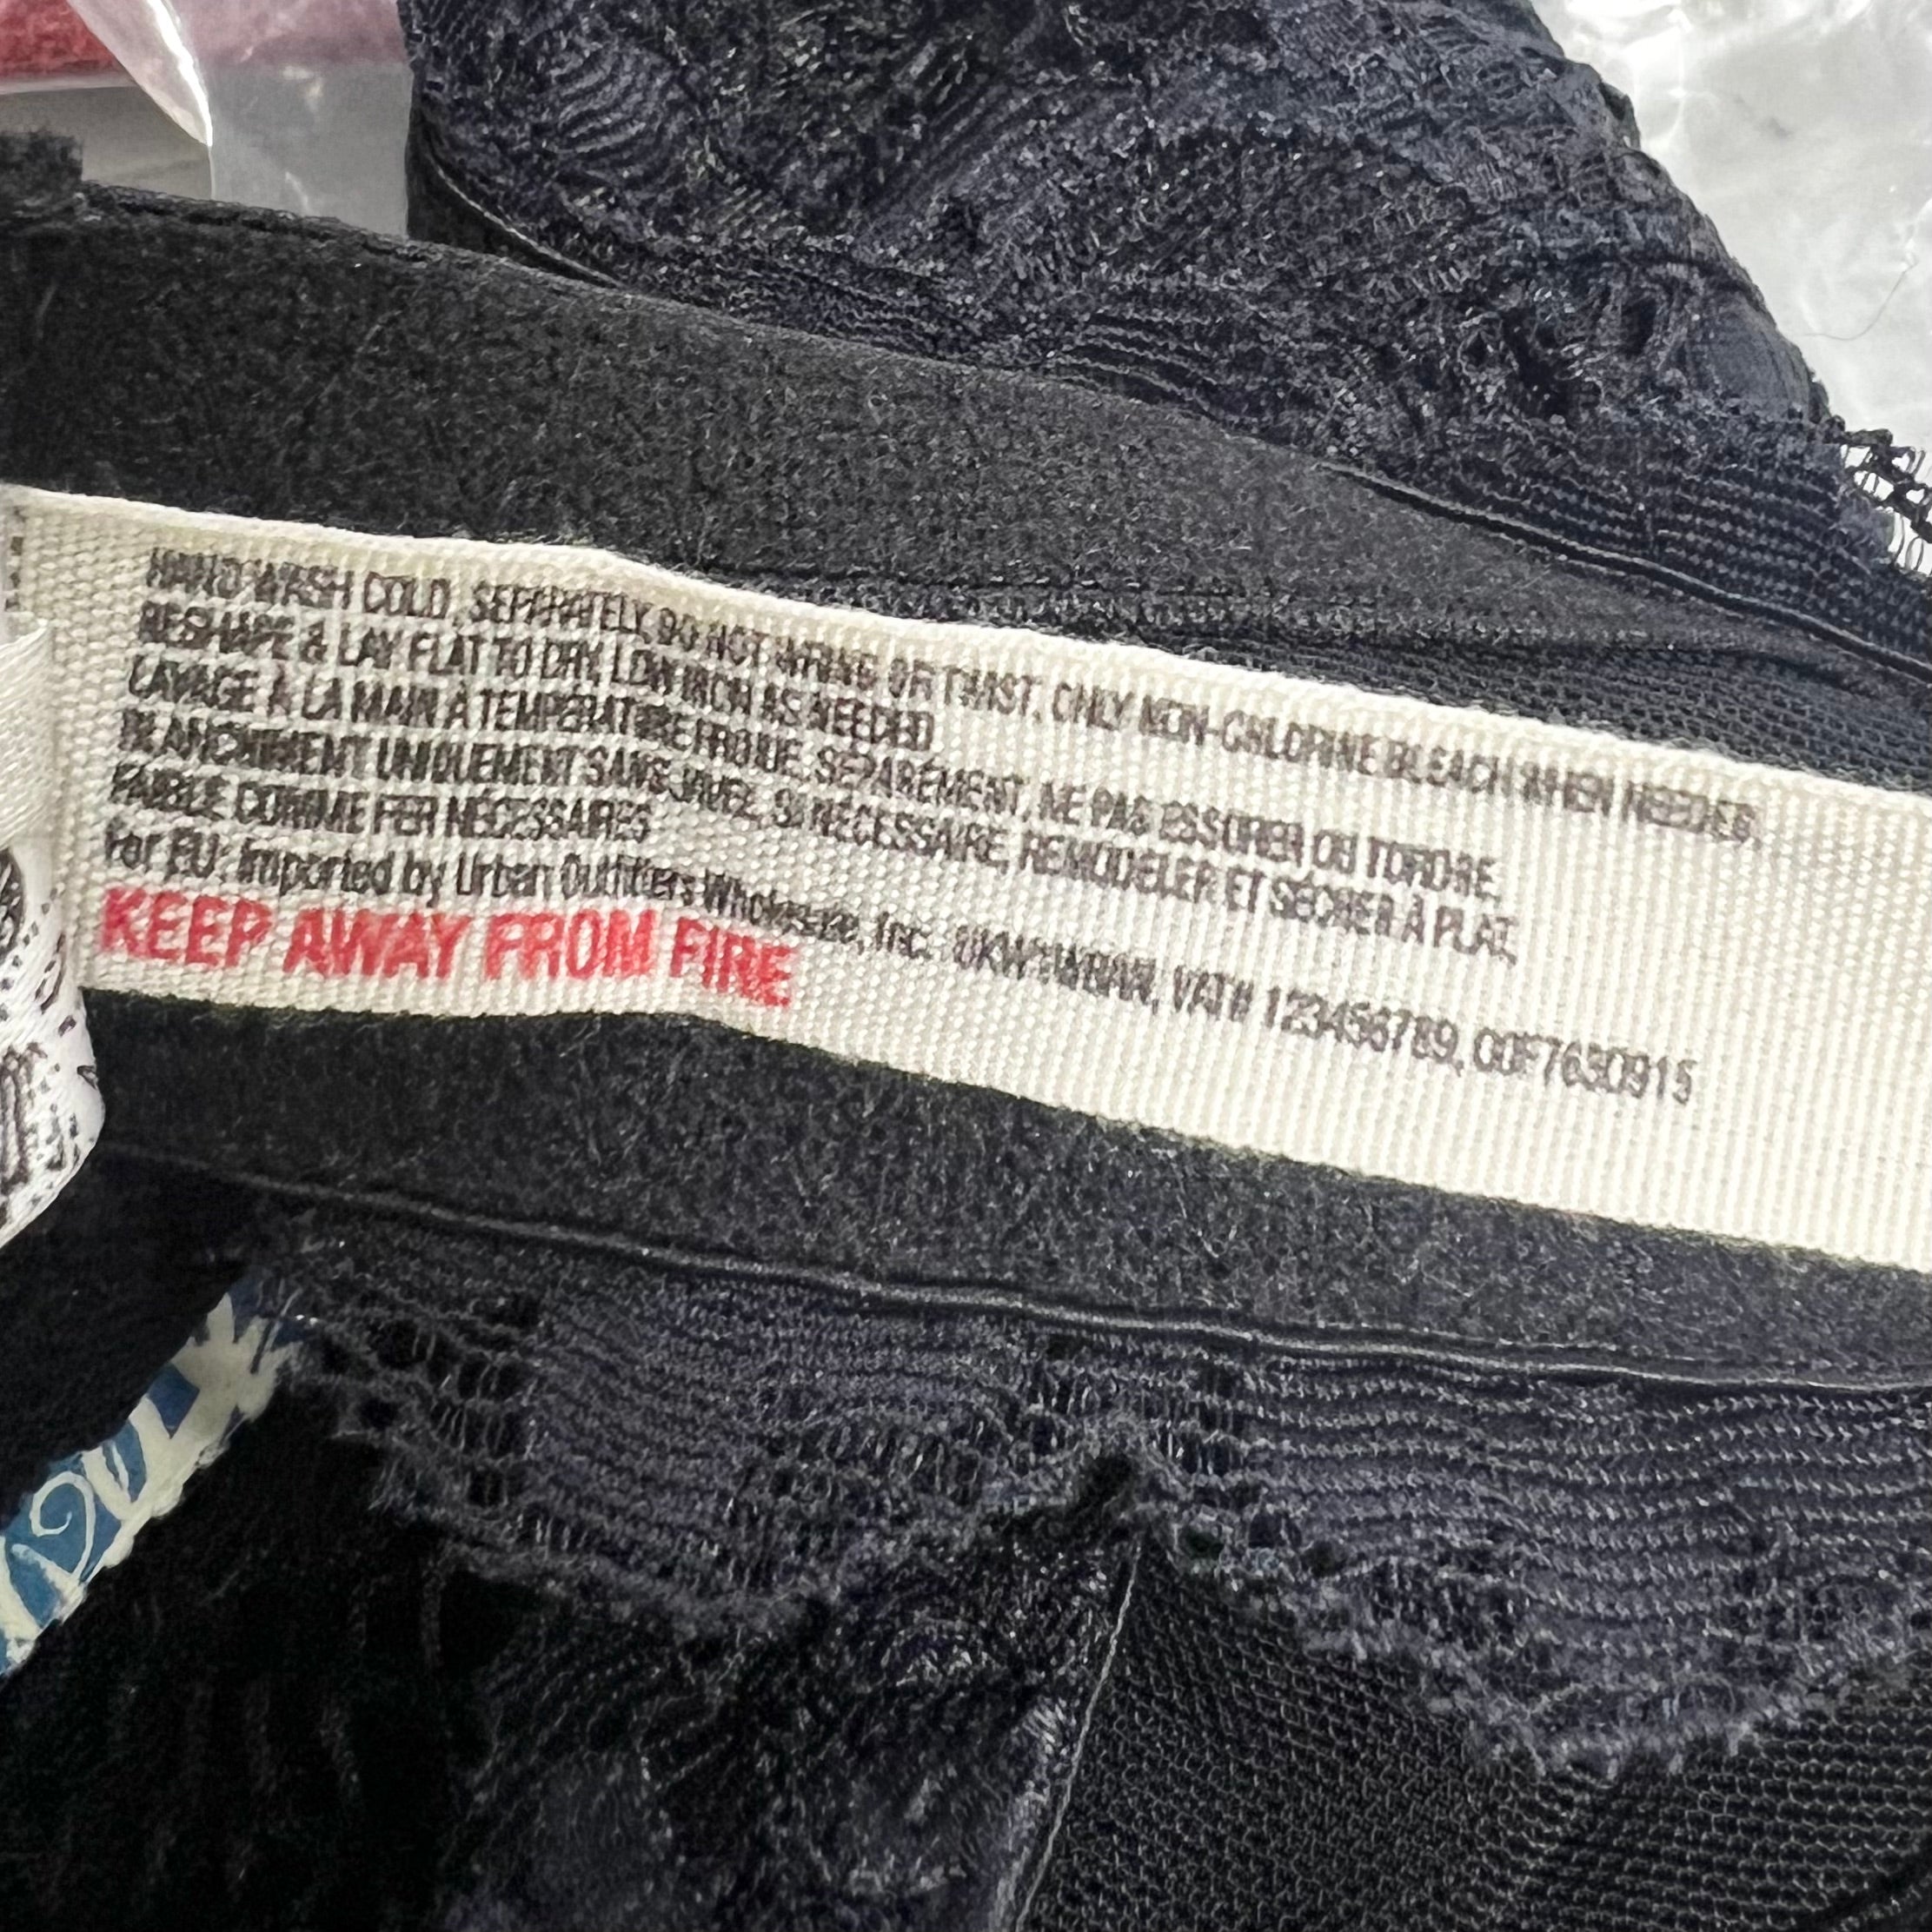 HAND WASH COLD, SEPARATELY, DO NOT WRING OR TWIST, ONLY NON-CHLORINE BLEACH WHEN NEEDED,
RESHAPE & LAY FLAT TO DRY, LOW IRON AS NEEDED
LAVAGE À LA MAIN À TEMPERATURE FROIDE, SÉPARÉMENT, NE PAS ESSORER OU TORDRE,
BLANCHIMENT UNIQUEMENT SANS-JAVEL SI NÉCESSAIRE, REMODELER ET SÉCHER À PLAT,
FAIBLE COMME FER NÉCESSAIRES
For EU: Imported by Urban Outfitters Wholesale, Inc. VAT# 123456789,
KEEP AWAY FROM FIRE